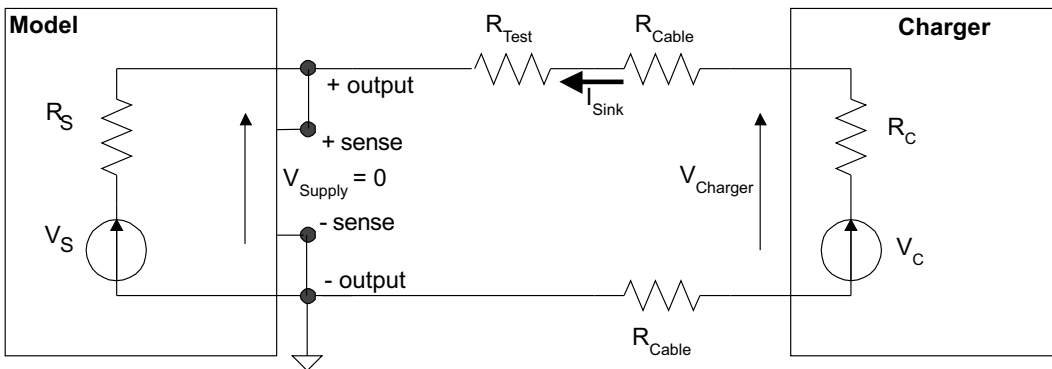 Model
Charger
R_Test
R_Cable
+ output
I_Sink
R_S
+ sense
R_C
V_Supply = 0
V_Charger
- sense
V_S
V_C
- output
R_Cable